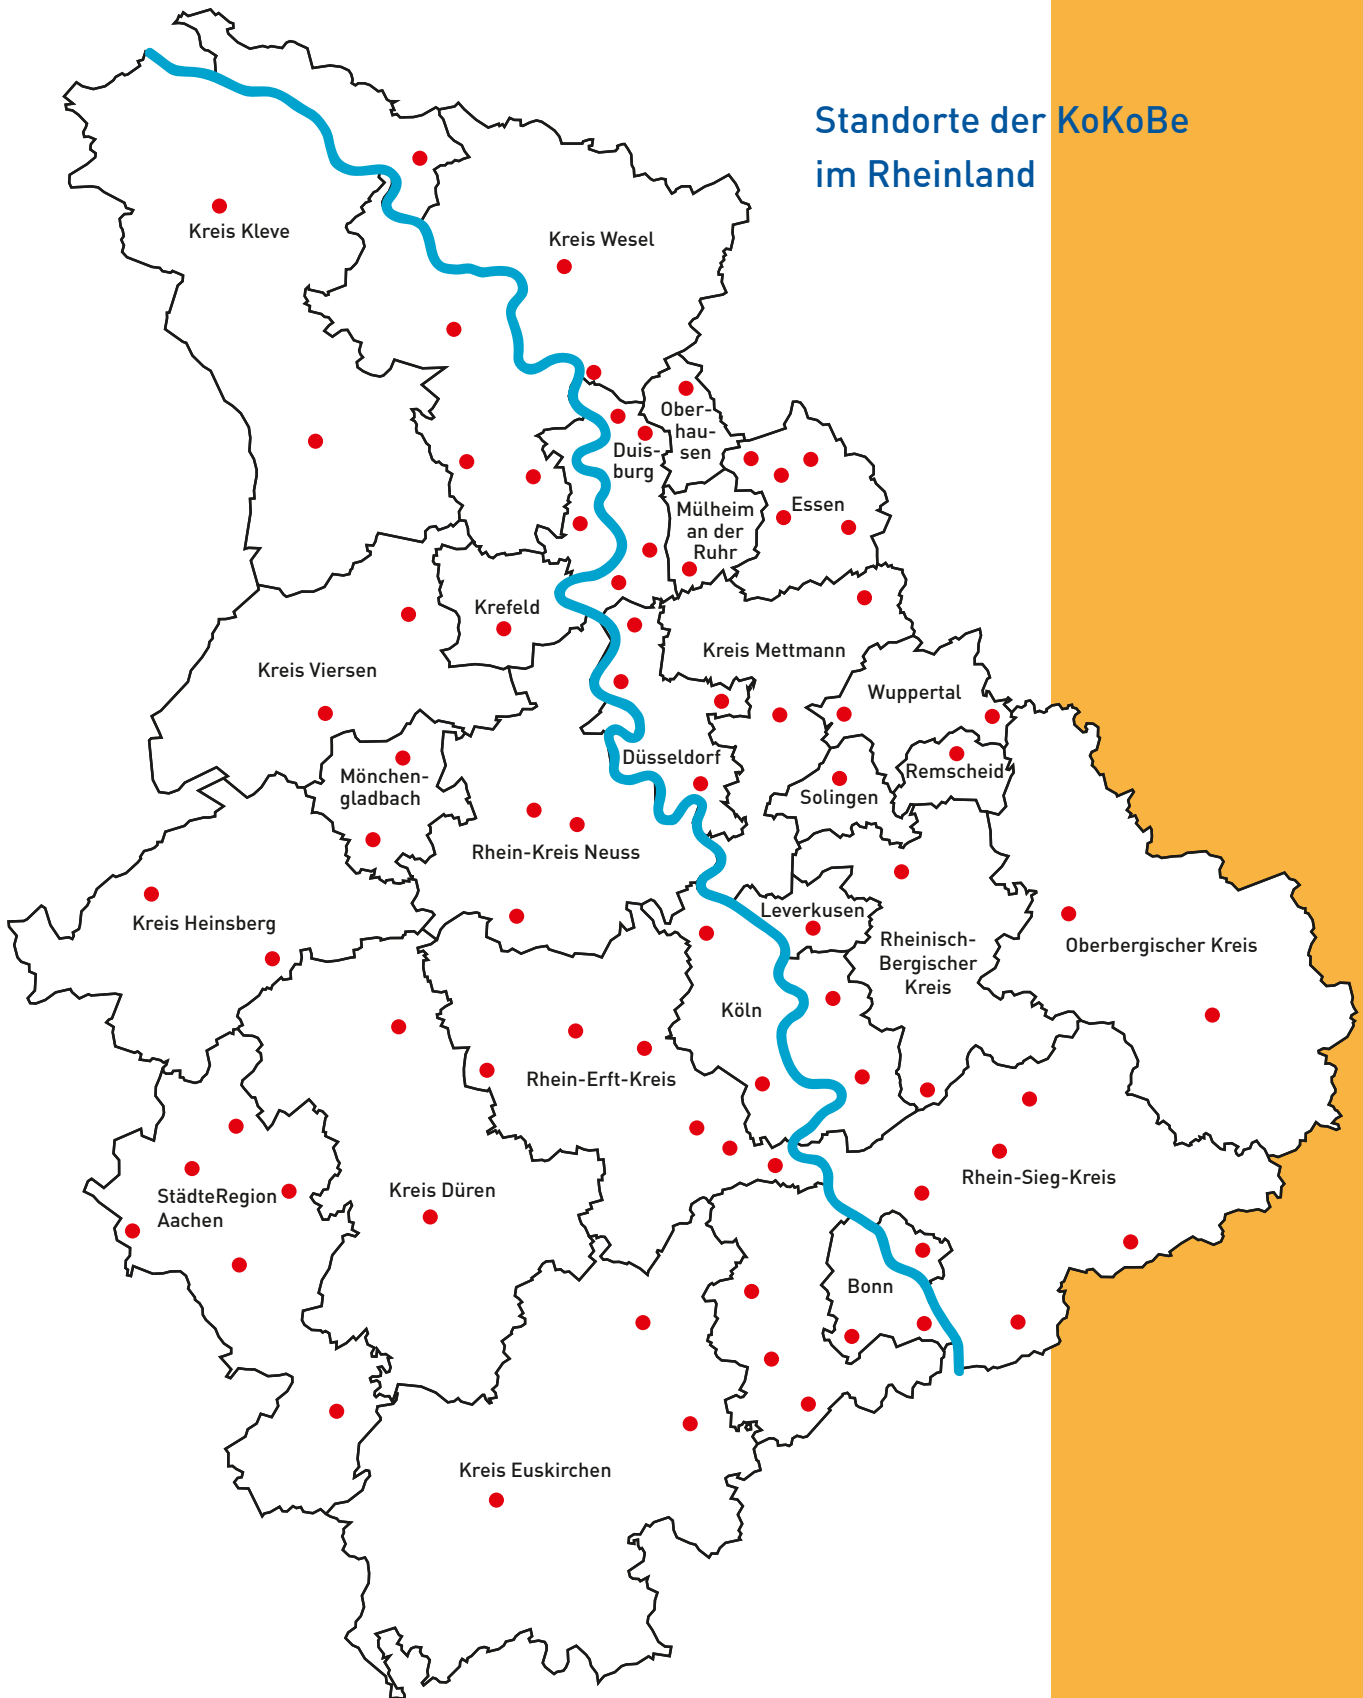 Standorte der KoKoBe
im Rheinland
Kreis Kleve
Kreis Wesel
Ober-
hau-
sen
Duis-
burg
Essen
Mülheim
an der
Ruhr
Krefeld
Kreis Viersen
Kreis Mettmann
Wuppertal
Düsseldorf
Remscheid
Mönchen-
gladbach
Solingen
Rhein-Kreis Neuss
Kreis Heinsberg
Leverkusen
Rheinisch-
Bergischer
Kreis
Oberbergischer Kreis
Köln
Rhein-Erft-Kreis
Rhein-Sieg-Kreis
StädteRegion
Aachen
Kreis Düren
Bonn
Kreis Euskirchen